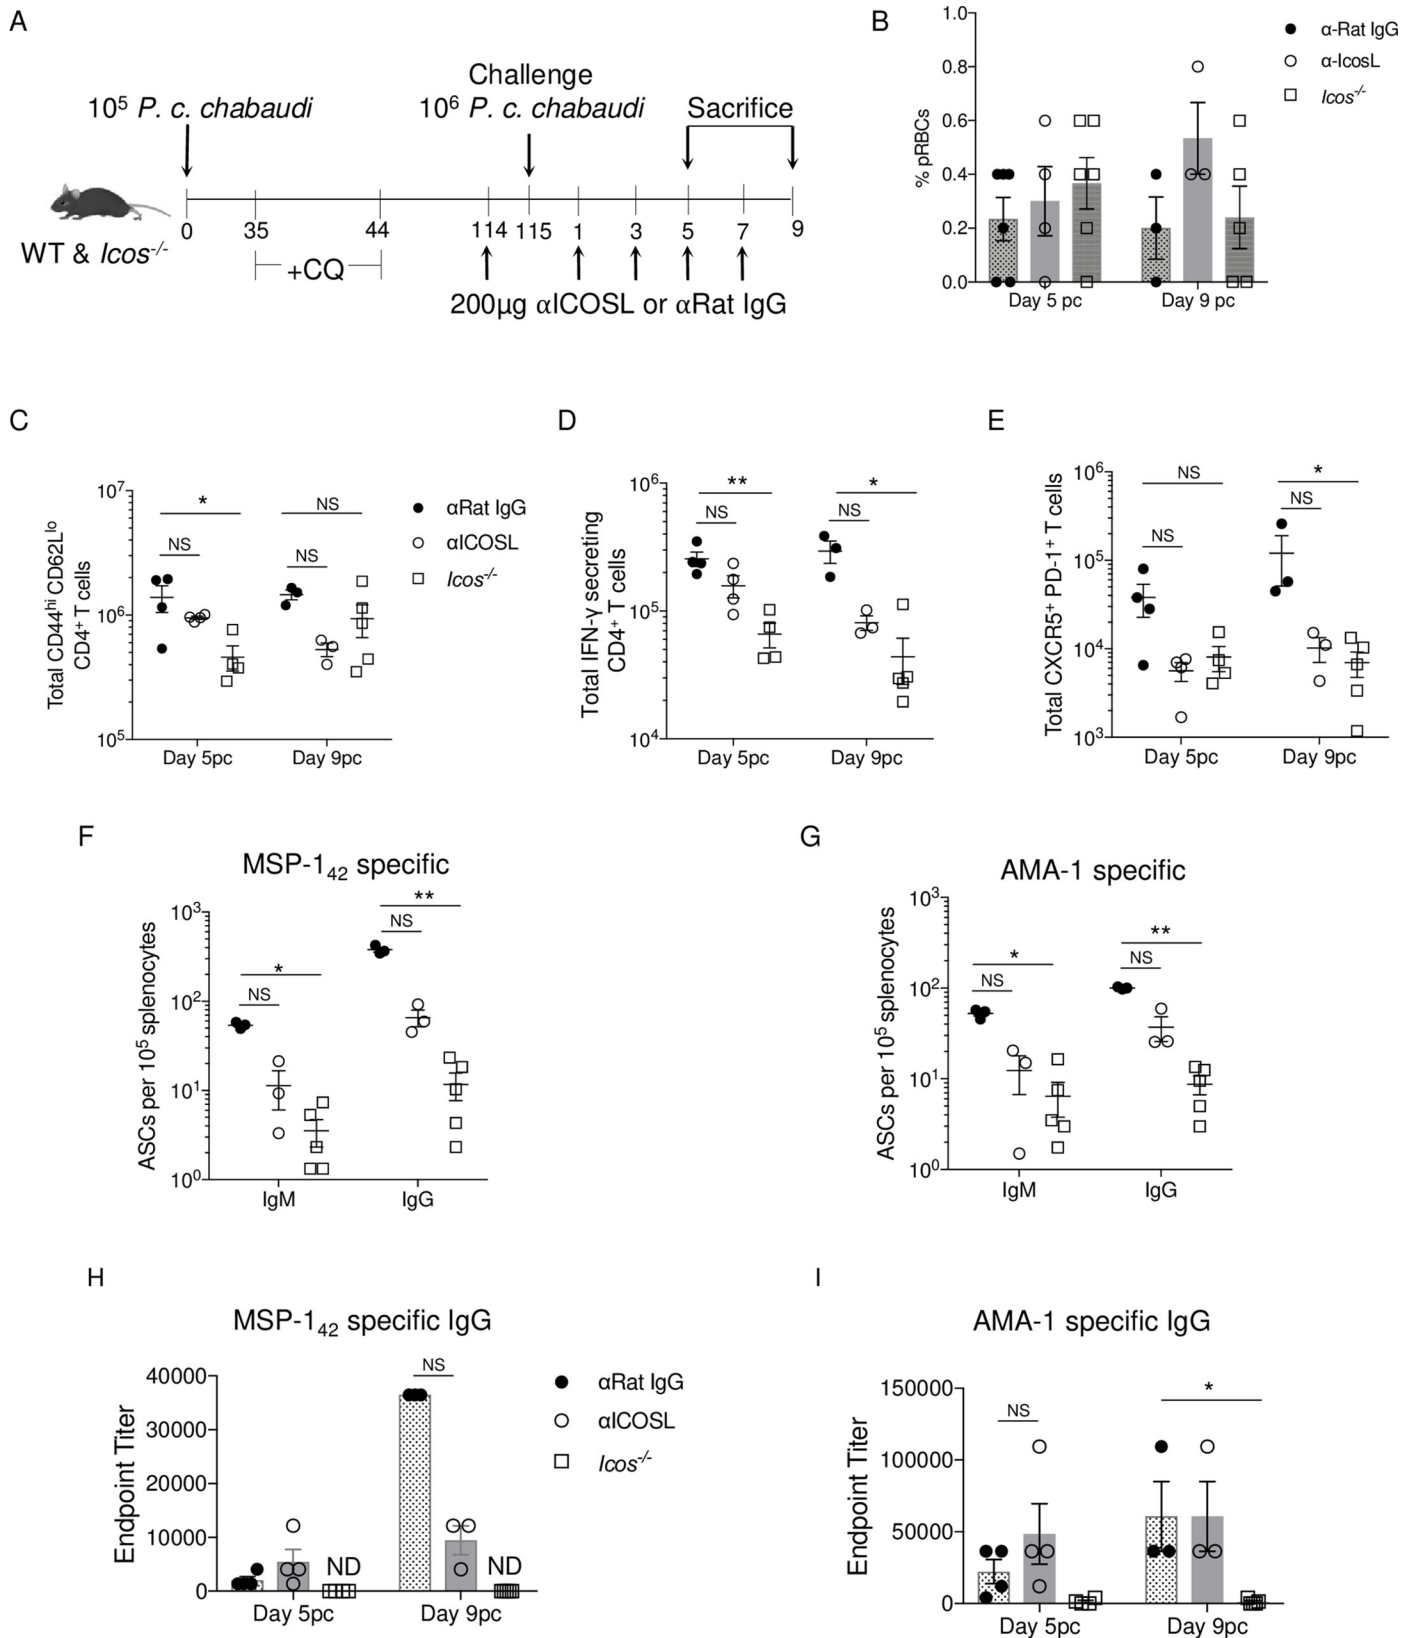 A
Challenge
10⁵ P. c. chabaudi
10⁶ P. c. chabaudi
Sacrifice
0 35 44 114 115 1 3 5 7 9
WT & Icos⁻/⁻
+CQ
200µg αICOSL or αRat IgG
B
% pRBCs
1.0
0.8
0.6
0.4
0.2
0.0
Day 5 pc Day 9 pc
α-Rat IgG
α-IcosL
Icos⁻/⁻
C
Total CD44ʰⁱ CD62Lˡᵒ
CD4⁺ T cells
10⁷
10⁶
10⁵
* NS
NS NS
Day 5pc Day 9pc
αRat IgG
αICOSL
Icos⁻/⁻
D
Total IFN-γ secreting
CD4⁺ T cells
10⁶
10⁵
10⁴
** *
NS NS
Day 5pc Day 9pc
E
Total CXCR5⁺ PD-1⁺ T cells
10⁶
10⁵
10⁴
10³
NS *
NS NS
Day 5pc Day 9pc
F
MSP-1₄₂ specific
ASCs per 10⁵ splenocytes
10³
10²
10¹
10⁰
* **
NS NS
IgM IgG
G
AMA-1 specific
ASCs per 10⁵ splenocytes
10³
10²
10¹
10⁰
* **
NS NS
IgM IgG
H
MSP-1₄₂ specific IgG
Endpoint Titer
40000
30000
20000
10000
0
NS
ND ND
Day 5pc Day 9pc
αRat IgG
αICOSL
Icos⁻/⁻
I
AMA-1 specific IgG
Endpoint Titer
150000
100000
50000
0
NS *
Day 5pc Day 9pc